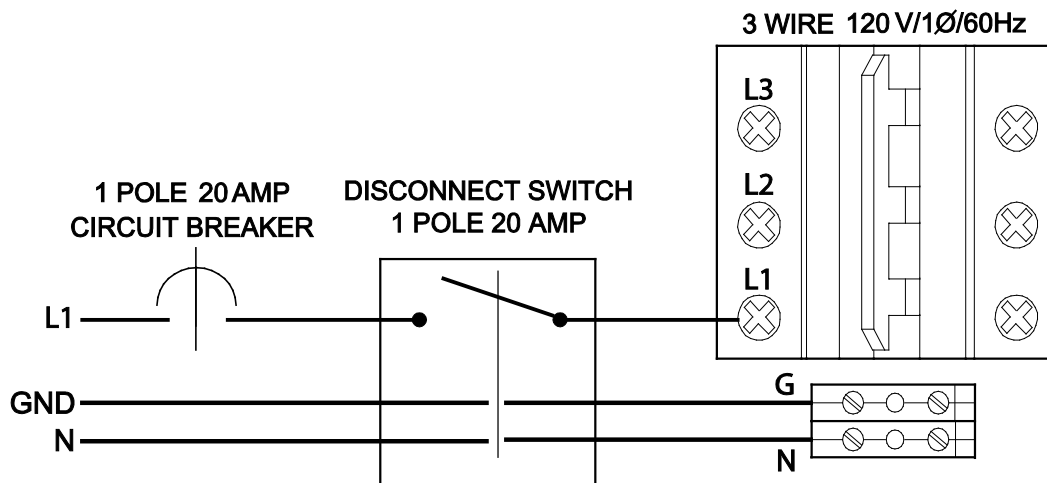 3 WIRE 120 V/1Ø/60Hz
L3
1 POLE 20 AMP
CIRCUIT BREAKER
DISCONNECT SWITCH
1 POLE 20 AMP
L2
L1
L1
GND
G
N
N